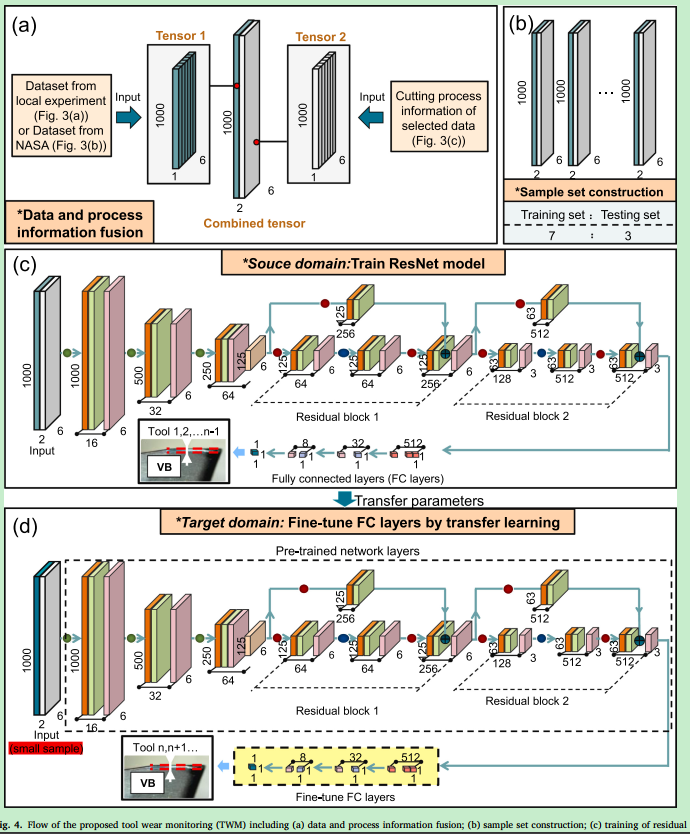 (a)
Tensor 1
Tensor 2
Dataset from
local experiment
(Fig. 3(a))
or Dataset from
NASA (Fig. 3(b))
Input
1000
1
6
1000
2
6
1000
1
6
Input
Cutting process
information of
selected data
(Fig. 3(c))
Combined tensor
*Data and process
information fusion
(b)
1000
2
6
1000
2
6
...
1000
2
6
*Sample set construction
Training set : Testing set
7 : 3
(c)
*Souce domain:Train ResNet model
1000
2
6
Input
1000
16
6
500
32
6
250
64
125
6
125
256
125
64
6
125
64
6
125
256
6
Residual block 1
63
512
63
128
3
63
512
3
63
512
3
Residual block 2
Tool 1,2,...n-1
VB
1
1
1
8
1
1
32
1
1
512
1
1
Fully connected layers (FC layers)
Transfer parameters
(d)
*Target domain: Fine-tune FC layers by transfer learning
Pre-trained network layers
1000
2
6
Input
(small sample)
1000
16
6
500
32
6
250
64
125
6
125
256
125
64
6
125
64
6
125
256
6
Residual block 1
63
512
63
128
3
63
512
3
63
512
3
Residual block 2
Tool n,n+1...
VB
1
1
1
8
1
1
32
1
1
512
1
1
Fine-tune FC layers
ig. 4. Flow of the proposed tool wear monitoring (TWM) including (a) data and process information fusion; (b) sample set construction; (c) training of residual